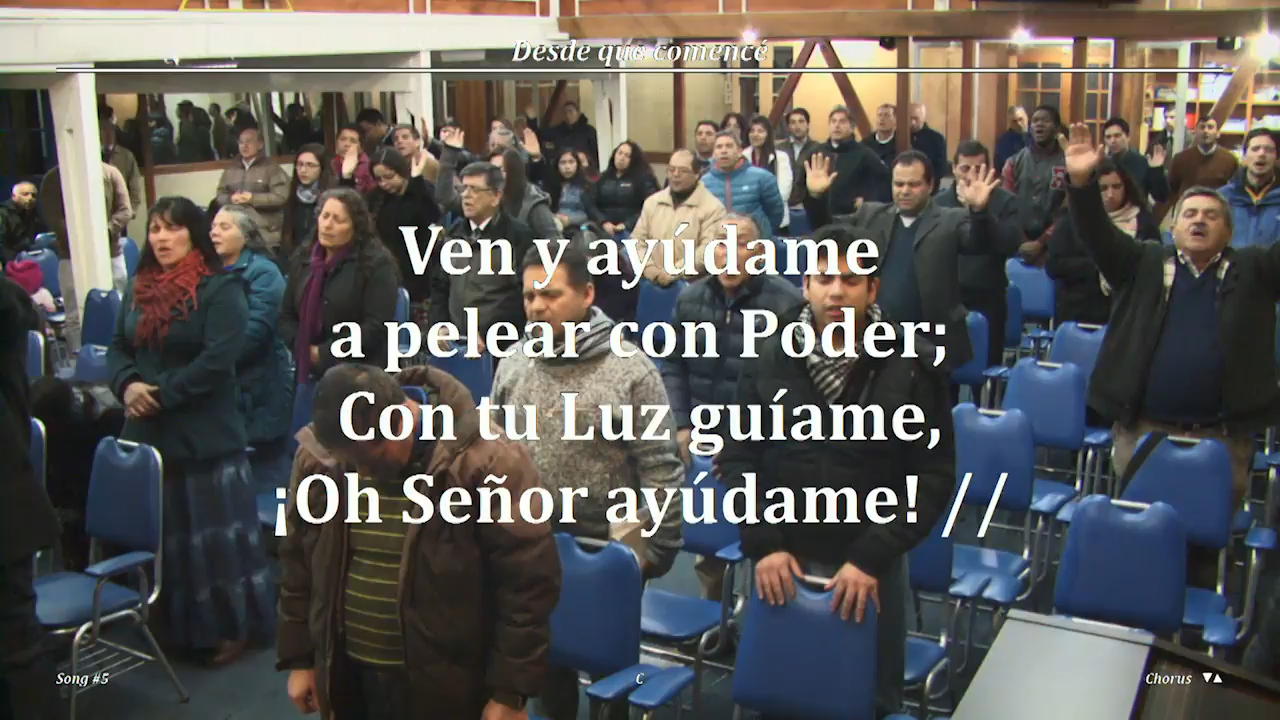 Desde que comencé
Ven y ayúdame
a pelear con Poder;
Con tu Luz guíame,
¡Oh Señor ayúdame! //
Song #5
C
Chorus ▼▲